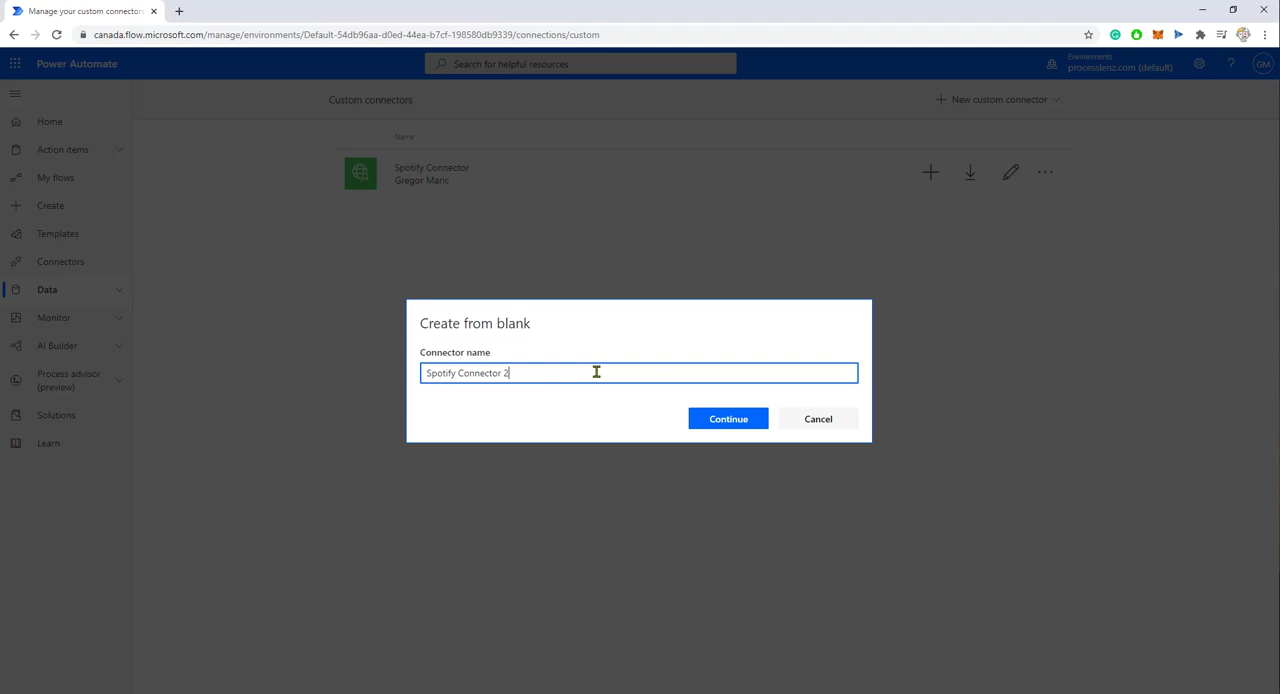 Manage your custom connectors
canada.flow.microsoft.com/manage/environments/Default-54db96aa-d0ed-44ea-b7cf-198580db9339/connections/custom
Power Automate
Search for helpful resources
Environments
processlenz.com (default)
GM
Custom connectors
New custom connector
Home
Action items
My flows
Create
Templates
Connectors
Data
Monitor
AI Builder
Process advisor
(preview)
Solutions
Learn
Name
Spotify Connector
Gregor Maric
Create from blank
Connector name
Spotify Connector 2
Continue
Cancel